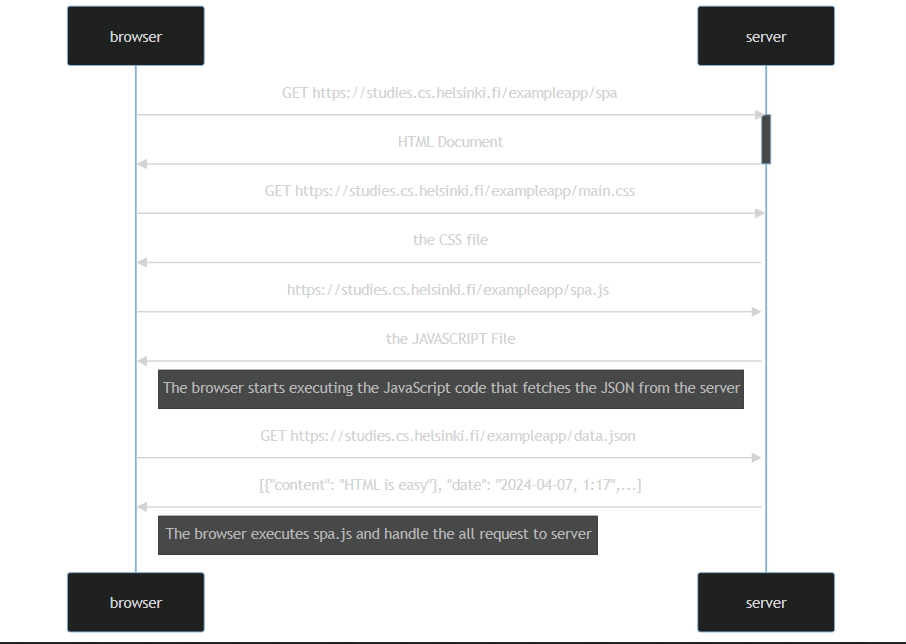 browser
server
GET https://studies.cs.helsinki.fi/exampleapp/spa
HTML Document
GET https://studies.cs.helsinki.fi/exampleapp/main.css
the CSS file
https://studies.cs.helsinki.fi/exampleapp/spa.js
the JAVASCRIPT File
The browser starts executing the JavaScript code that fetches the JSON from the server
GET https://studies.cs.helsinki.fi/exampleapp/data.json
[{"content": "HTML is easy"}, "date": "2024-04-07, 1:17",...]
The browser executes spa.js and handle the all request to server
browser
server